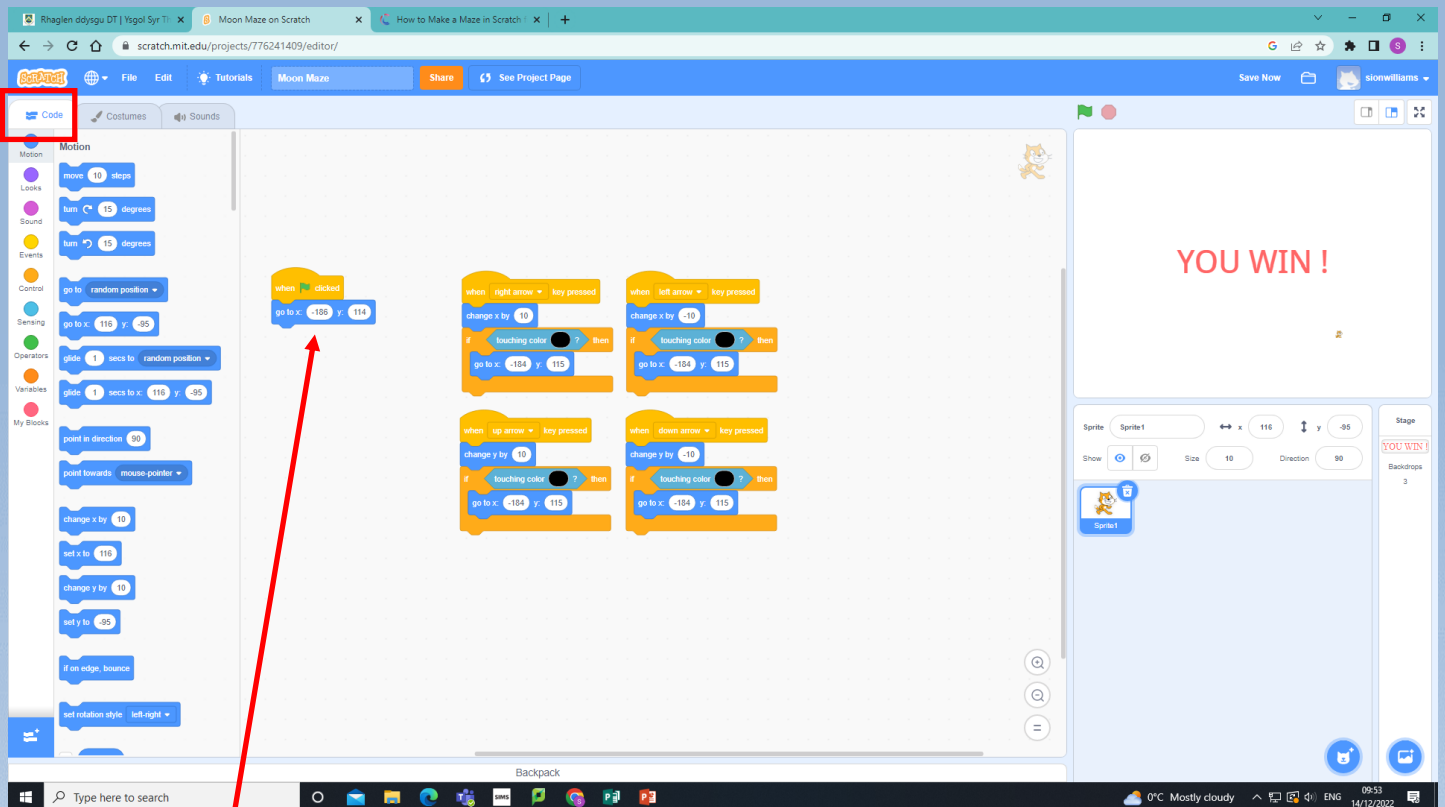 Rhaglen ddysgu DT | Ysgol Syr Th
Moon Maze on Scratch
How to Make a Maze in Scratch
scratch.mit.edu/projects/776241409/editor/
S
SCRATCH
File
Edit
Tutorials
Moon Maze
Share
See Project Page
Save Now
sionwilliams
Code
Costumes
Sounds
Motion
Looks
Sound
Events
Control
Sensing
Operators
Variables
My Blocks
Motion
move 10 steps
turn 15 degrees
turn 15 degrees
go to random position
go to x: 116 y: -95
glide 1 secs to random position
glide 1 secs to x: 116 y: -95
point in direction 90
point towards mouse-pointer
change x by 10
set x to 116
change y by 10
set y to -95
if on edge, bounce
set rotation style left-right
when clicked
go to x: -186 y: 114
when right arrow key pressed
change x by 10
if touching color ? then
go to x: -184 y: 115
when left arrow key pressed
change x by -10
if touching color ? then
go to x: -184 y: 115
when up arrow key pressed
change y by 10
if touching color ? then
go to x: -184 y: 115
when down arrow key pressed
change y by -10
if touching color ? then
go to x: -184 y: 115
YOU WIN !
Sprite Sprite1 x 116 y -95
Show Size 10 Direction 90
Sprite1
Stage
YOU WIN !
Backdrops
3
Backpack
Type here to search
SIMS
0°C Mostly cloudy
ENG
09:53
14/12/2022